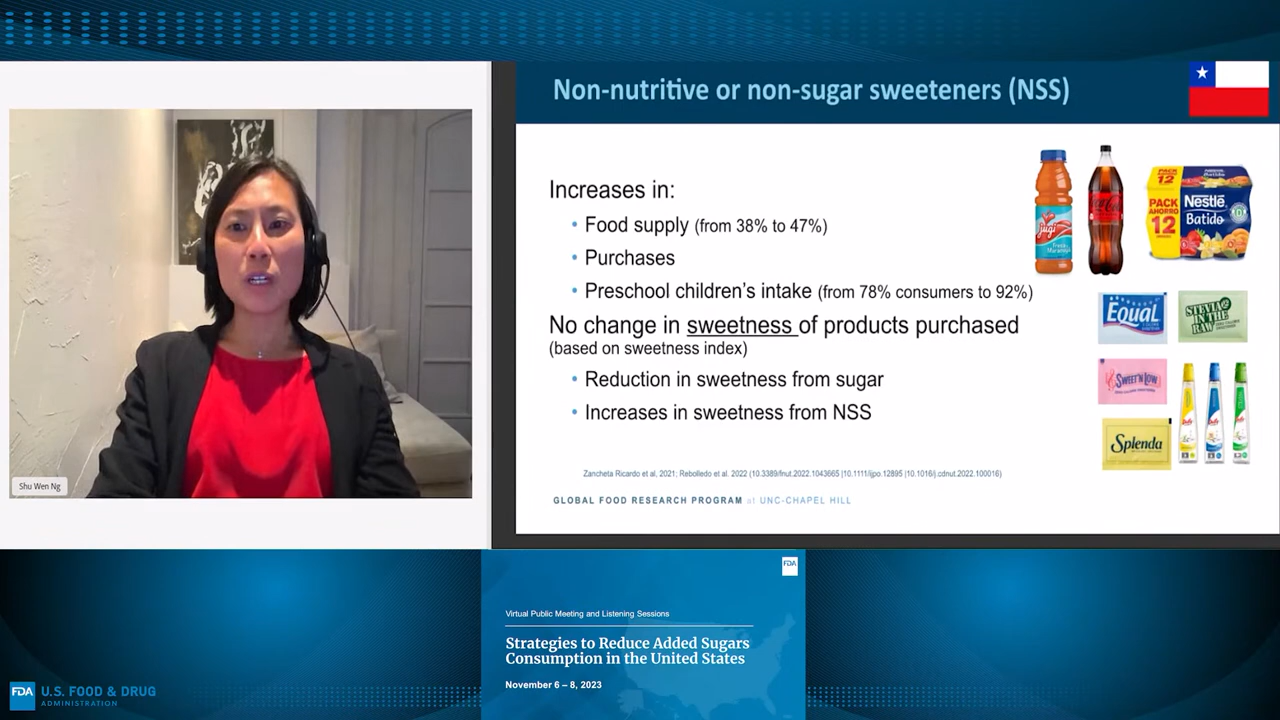 Non-nutritive or non-sugar sweeteners (NSS)
Increases in:
• Food supply (from 38% to 47%)
• Purchases
• Preschool children's intake (from 78% consumers to 92%)
No change in sweetness of products purchased
(based on sweetness index)
• Reduction in sweetness from sugar
• Increases in sweetness from NSS
Zancheta Ricardo et al, 2021; Rebolledo et al. 2022 (10.3389/fnut.2022.1043665 |10.1111/ijpo.12895 |10.1016/j.cdnut.2022.100016)
GLOBAL FOOD RESEARCH PROGRAM at UNC-CHAPEL HILL
PACK
12
PACK
AHORRO
12
Nestlé
Batido
jugi
EQUAL
STEVIA
IN THE
RAW
SWEET'N LOW
Splenda
Shu Wen Ng
FDA
Virtual Public Meeting and Listening Sessions
Strategies to Reduce Added Sugars
Consumption in the United States
November 6 – 8, 2023
FDA
U.S. FOOD & DRUG
ADMINISTRATION